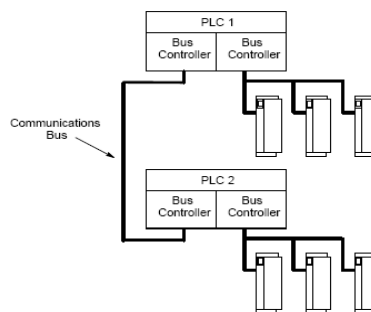 PLC 1
Bus Controller
Bus Controller
Communications
Bus
PLC 2
Bus Controller
Bus Controller